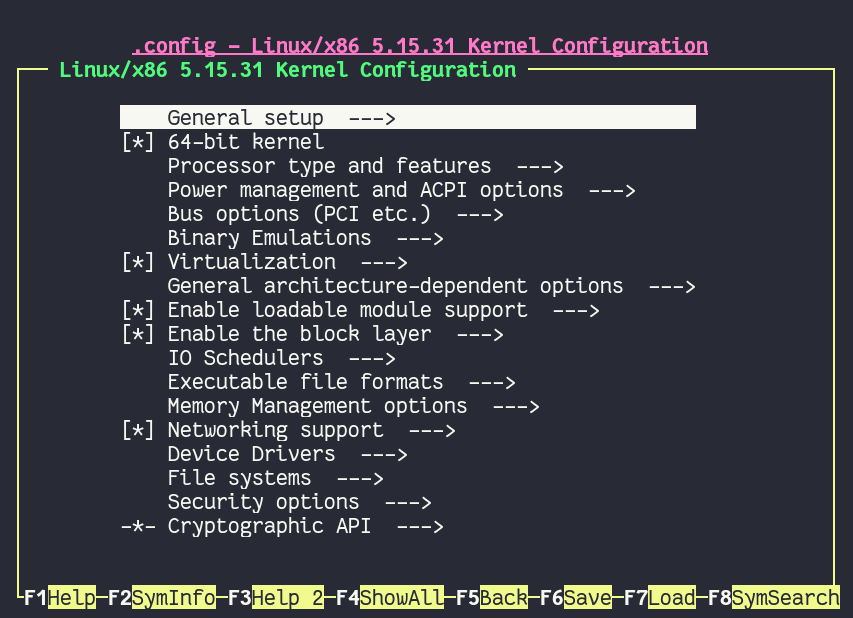 .config - Linux/x86 5.15.31 Kernel Configuration
Linux/x86 5.15.31 Kernel Configuration
General setup  --->
[*] 64-bit kernel
Processor type and features  --->
Power management and ACPI options  --->
Bus options (PCI etc.)  --->
Binary Emulations  --->
[*] Virtualization  --->
General architecture-dependent options  --->
[*] Enable loadable module support  --->
[*] Enable the block layer  --->
IO Schedulers  --->
Executable file formats  --->
Memory Management options  --->
[*] Networking support  --->
Device Drivers  --->
File systems  --->
Security options  --->
-*- Cryptographic API  --->
F1Help-F2SymInfo-F3Help 2-F4ShowAll-F5Back-F6Save-F7Load-F8SymSearch